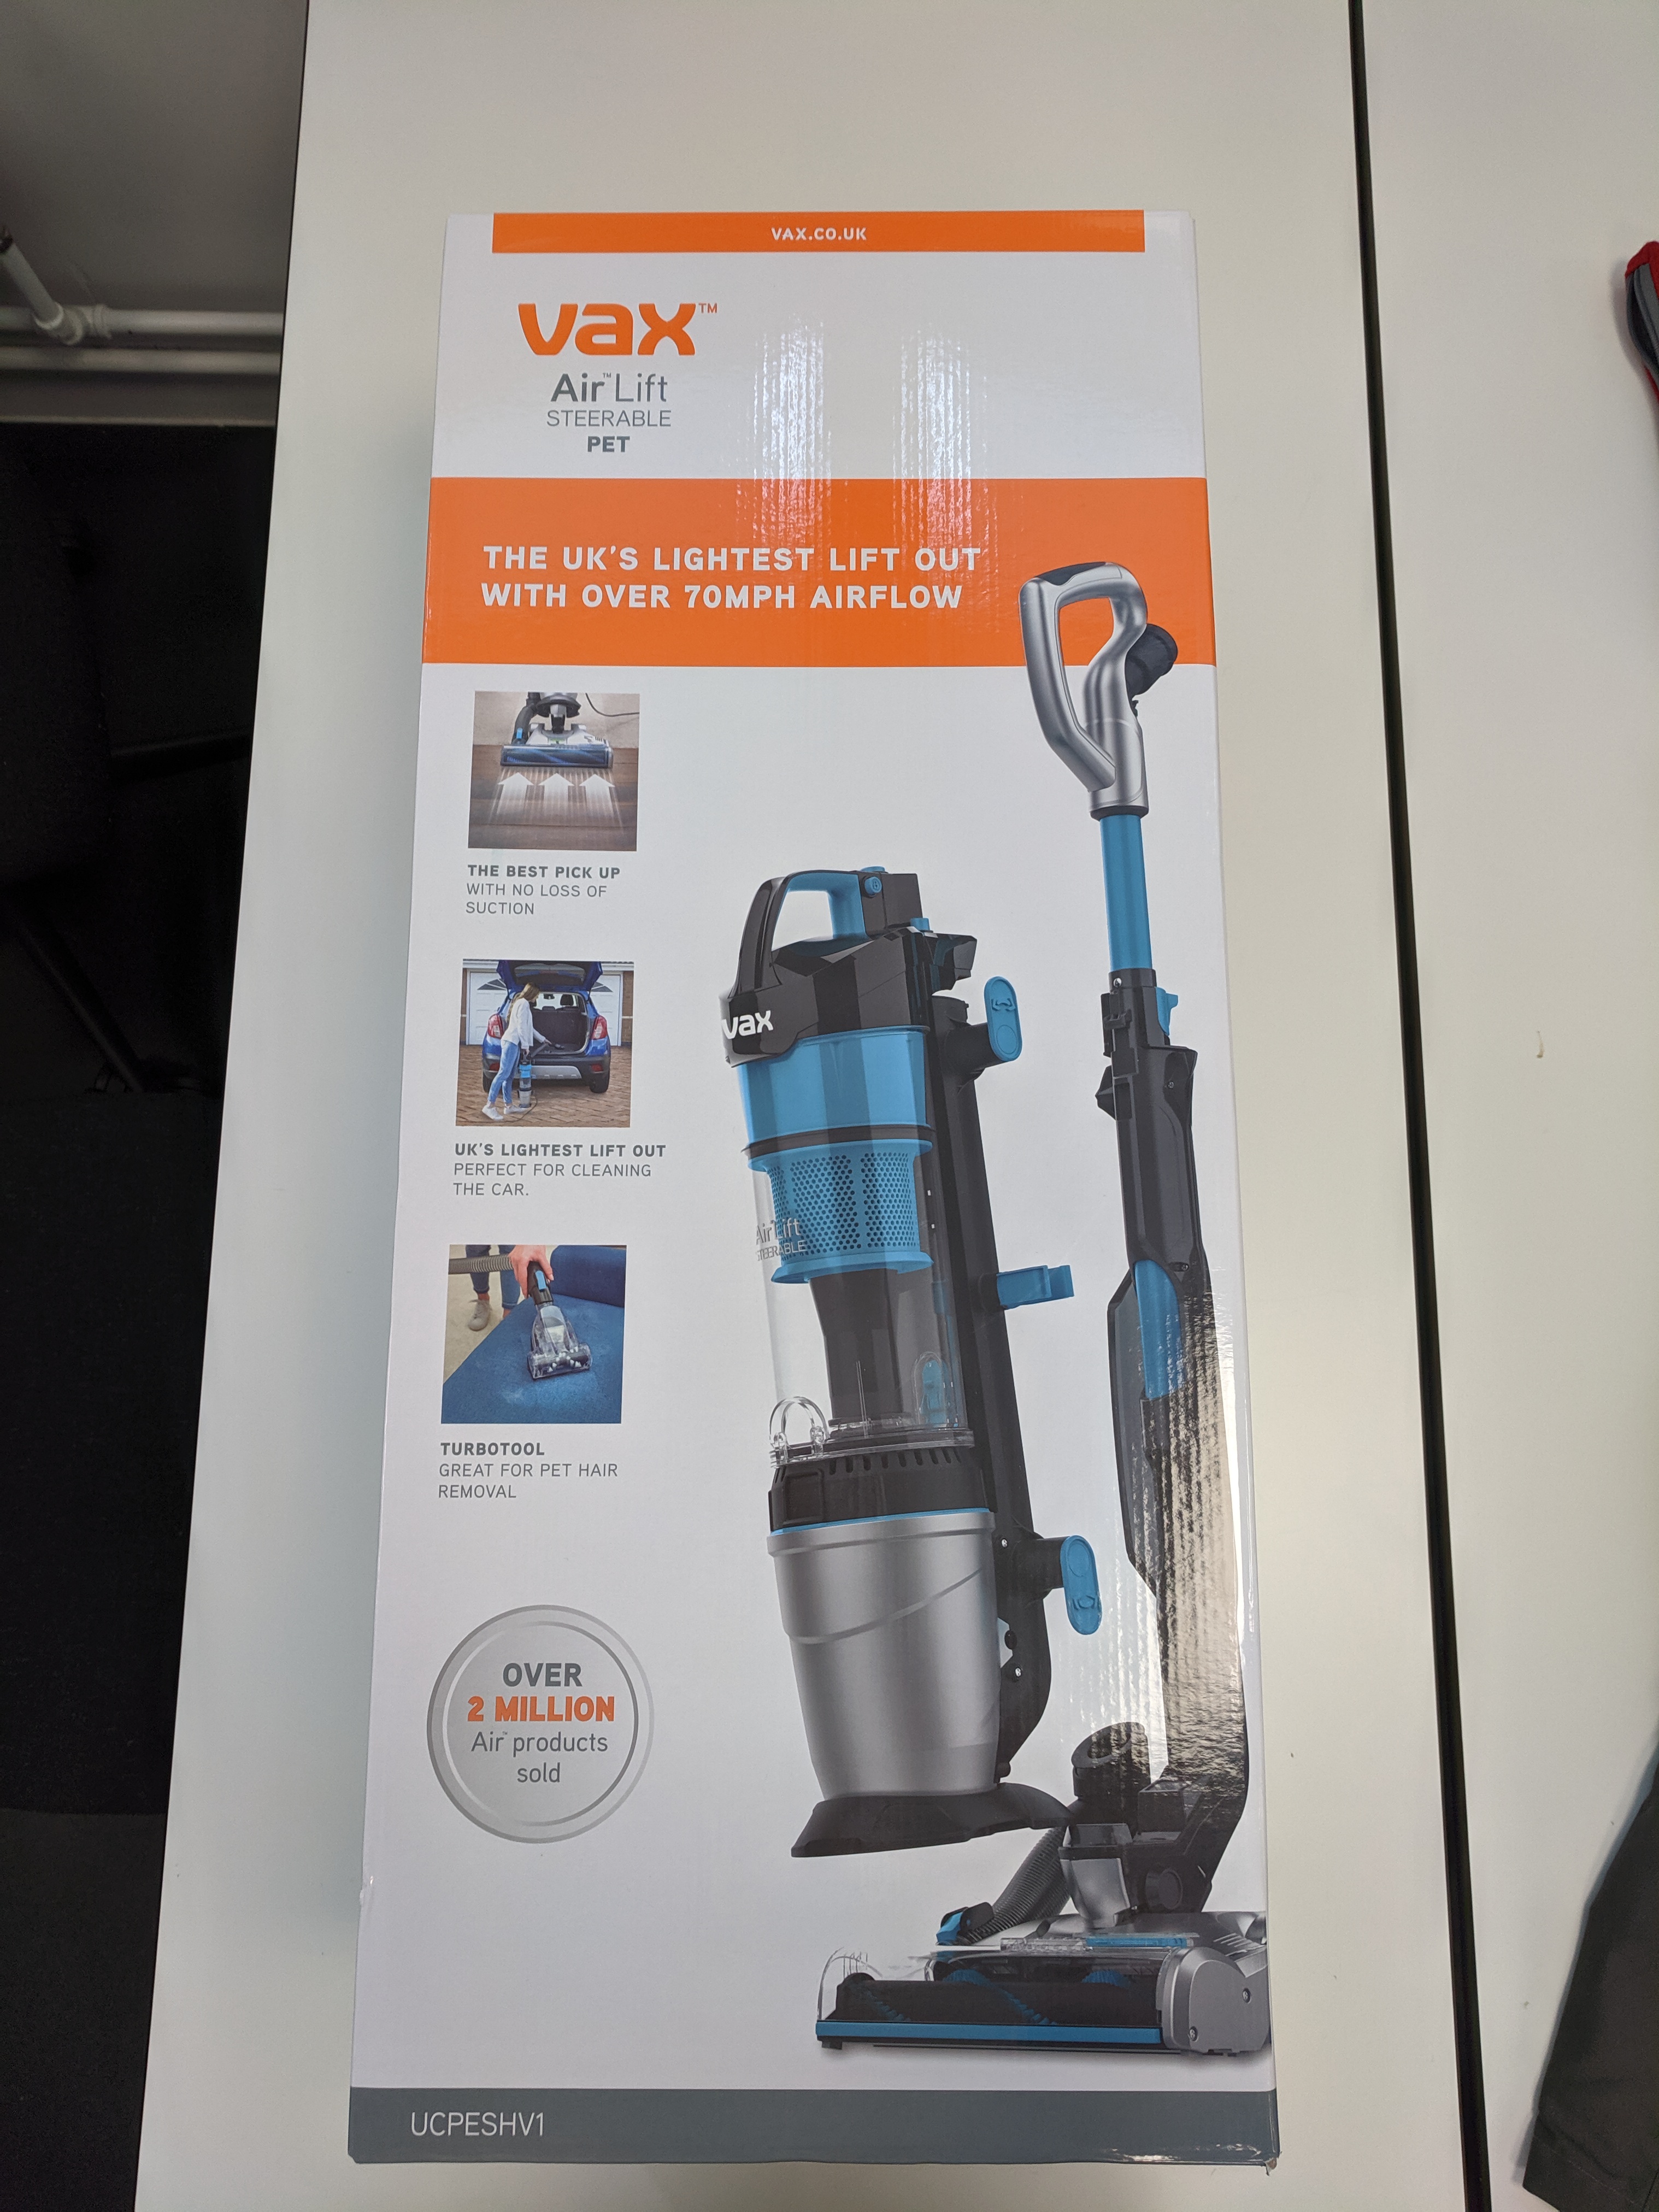 VAX.CO.UK
vax™
Air™ Lift
STEERABLE
PET
THE UK'S LIGHTEST LIFT OUT
WITH OVER 70MPH AIRFLOW
THE BEST PICK UP
WITH NO LOSS OF
SUCTION
UK'S LIGHTEST LIFT OUT
PERFECT FOR CLEANING
THE CAR.
TURBOTOOL
GREAT FOR PET HAIR
REMOVAL
vax
Air Lift
STEERABLE
OVER
2 MILLION
Air™ products
sold
UCPESHV1